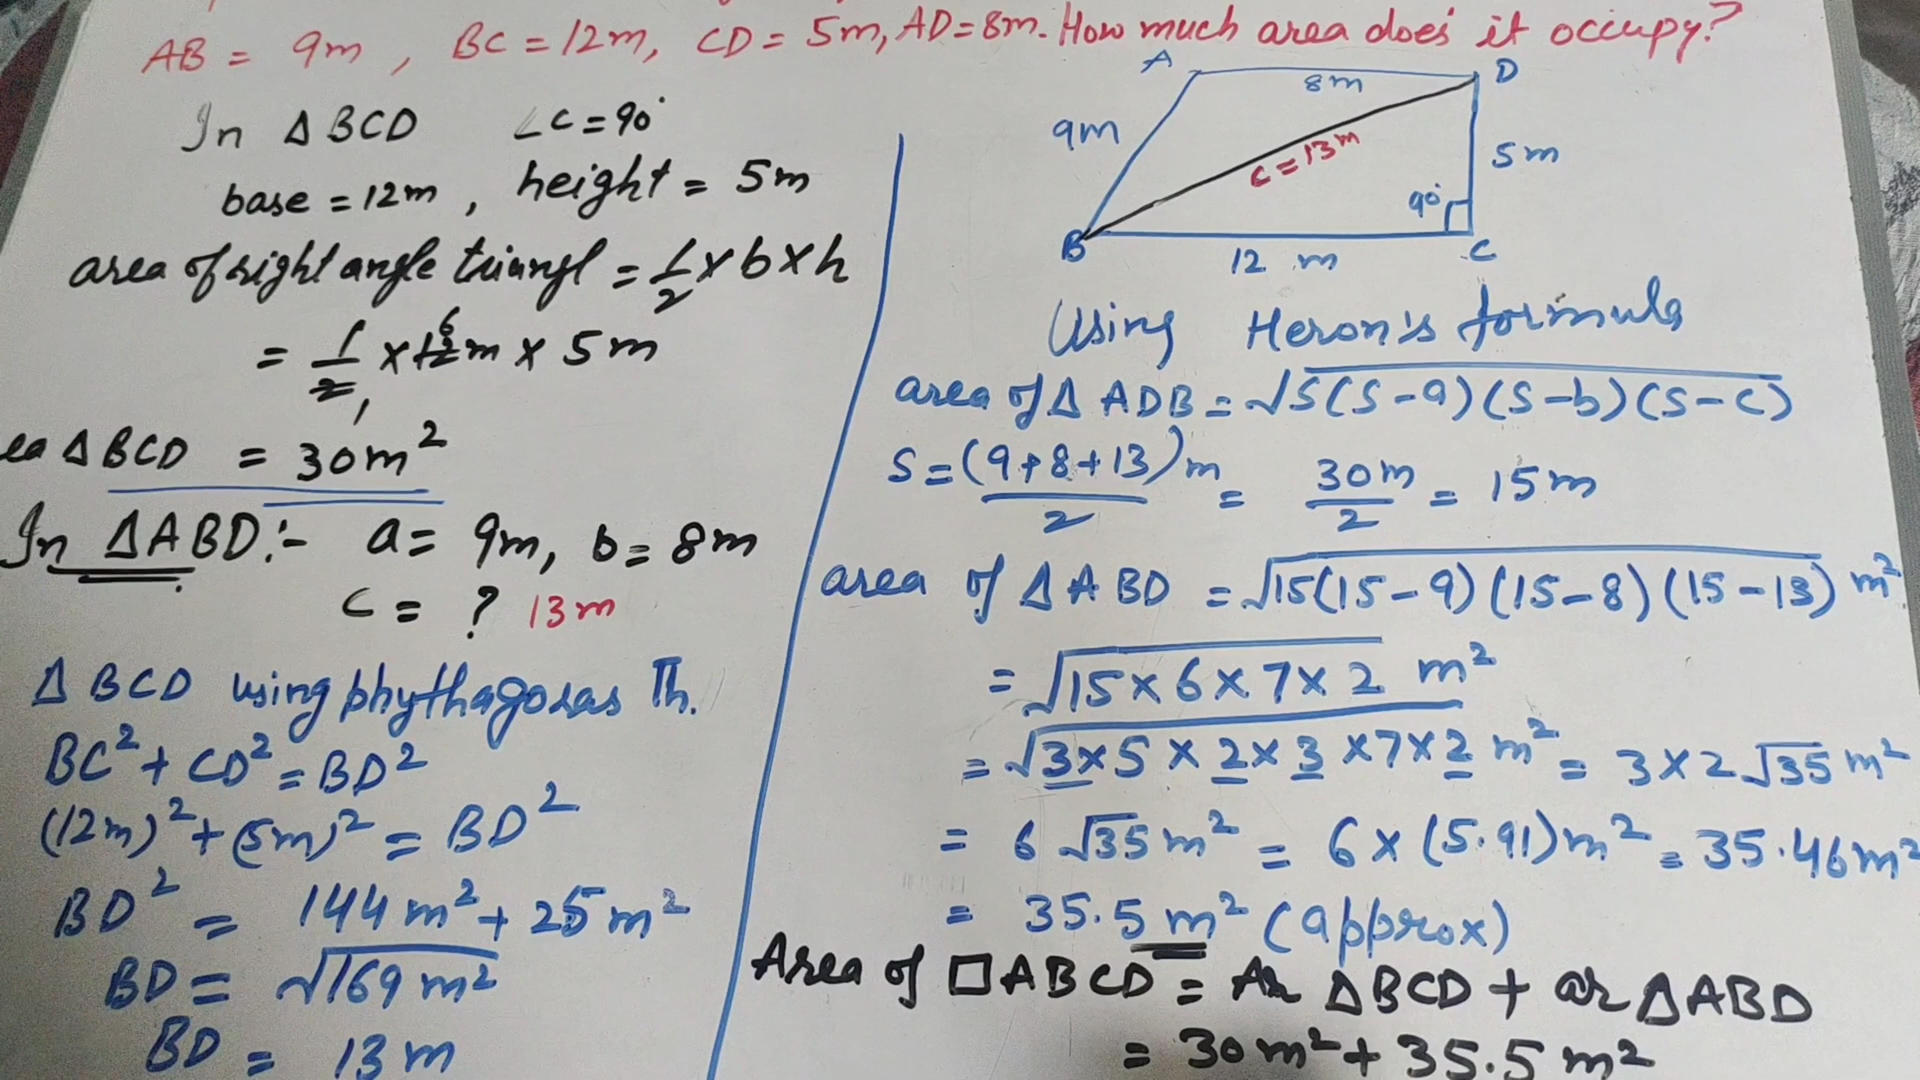 AB = 9m, BC = 12m, CD = 5m, AD = 8m. How much area does it occupy?
In Δ BCD ∠C = 90°
base = 12m, height = 5m
area of right angle triangl = 1/2 × b × h
= 1/2 × 12 m × 5m
6
1
ea Δ BCD = 30m²
In ΔABD:- a = 9m, b = 8m
c = ? 13m
Δ BCD using phythagoras Th.
BC² + CD² = BD²
(12m)² + (5m)² = BD²
BD² = 144 m² + 25 m²
BD = √169 m²
BD = 13 m
A D
8m
9m
c = 13m
5m
90°
B C
12 m
Using Heron's formula
area of Δ ADB = √S(S-a)(S-b)(S-c)
S = (9+8+13)m/2 = 30m/2 = 15m
area of Δ ABD = √15(15-9)(15-8)(15-13) m²
= √15×6×7×2 m²
= √3×5×2×3×7×2 m² = 3×2√35 m²
= 6√35 m² = 6×(5.91)m² = 35.46m²
= 35.5 m² (approx)
Area of □ABCD = Ar ΔBCD + ar ΔABD
= 30m² + 35.5 m²